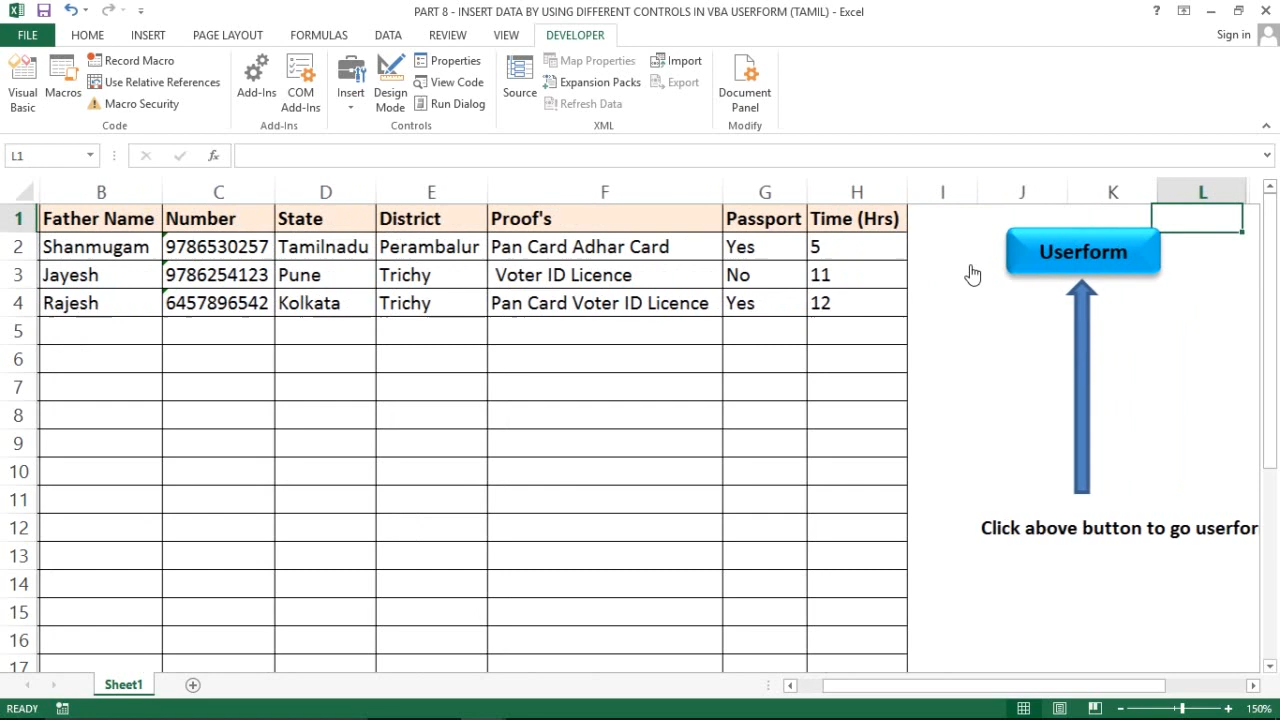 PART 8 - INSERT DATA BY USING DIFFERENT CONTROLS IN VBA USERFORM (TAMIL) - Excel
?
FILE HOME INSERT PAGE LAYOUT FORMULAS DATA REVIEW VIEW DEVELOPER Sign in
Visual Basic
Macros
Record Macro
Use Relative References
Macro Security
Code
Add-Ins
COM Add-Ins
Add-Ins
Insert
Design Mode
Properties
View Code
Run Dialog
Controls
Source
Map Properties
Expansion Packs
Refresh Data
Import
Export
XML
Document Panel
Modify
L1 fx
B C D E F G H I J K L
1 Father Name Number State District Proof's Passport Time (Hrs)
2 Shanmugam 9786530257 Tamilnadu Perambalur Pan Card Adhar Card Yes 5
Userform
3 Jayesh 9786254123 Pune Trichy Voter ID Licence No 11
4 Rajesh 6457896542 Kolkata Trichy Pan Card Voter ID Licence Yes 12
5
6
7
8
9
10
11
12 Click above button to go userfor
13
14
15
16
17
Sheet1
READY 150%